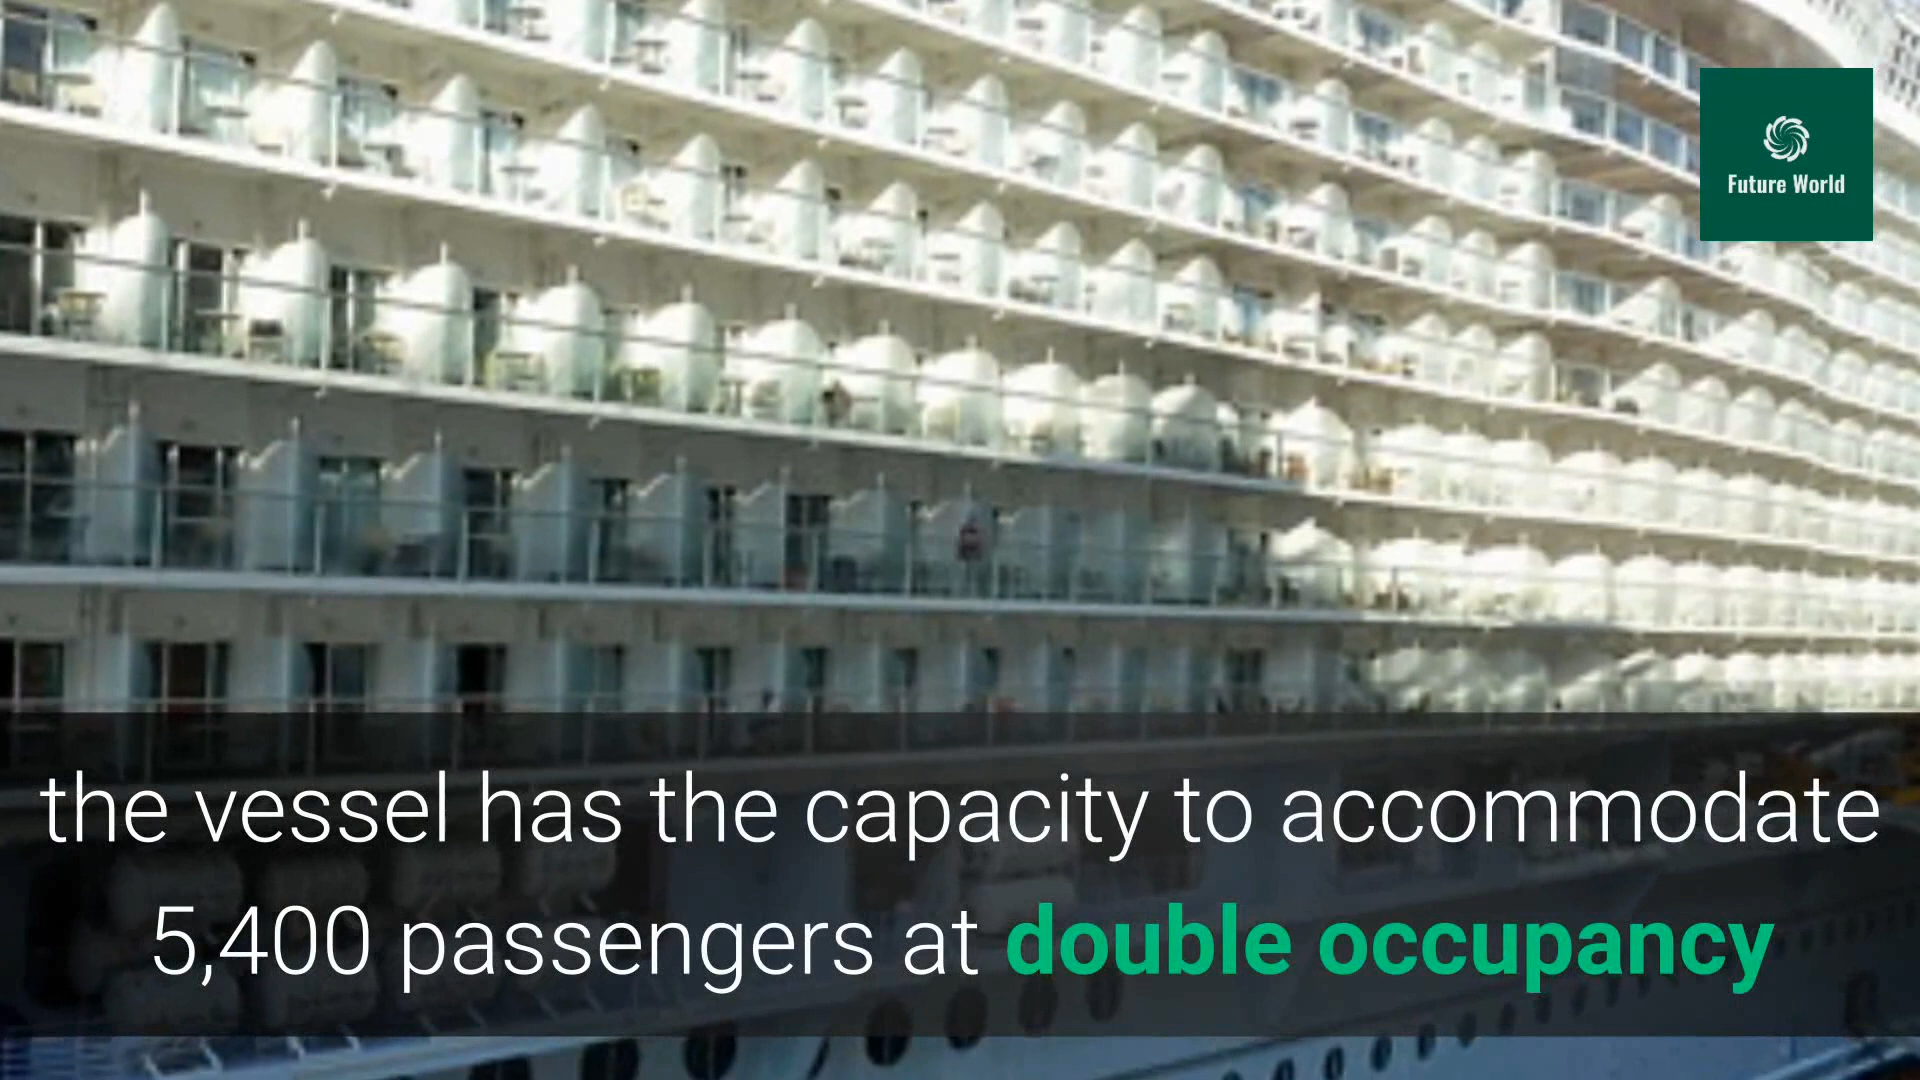 Future World
the vessel has the capacity to accommodate
5,400 passengers at double occupancy